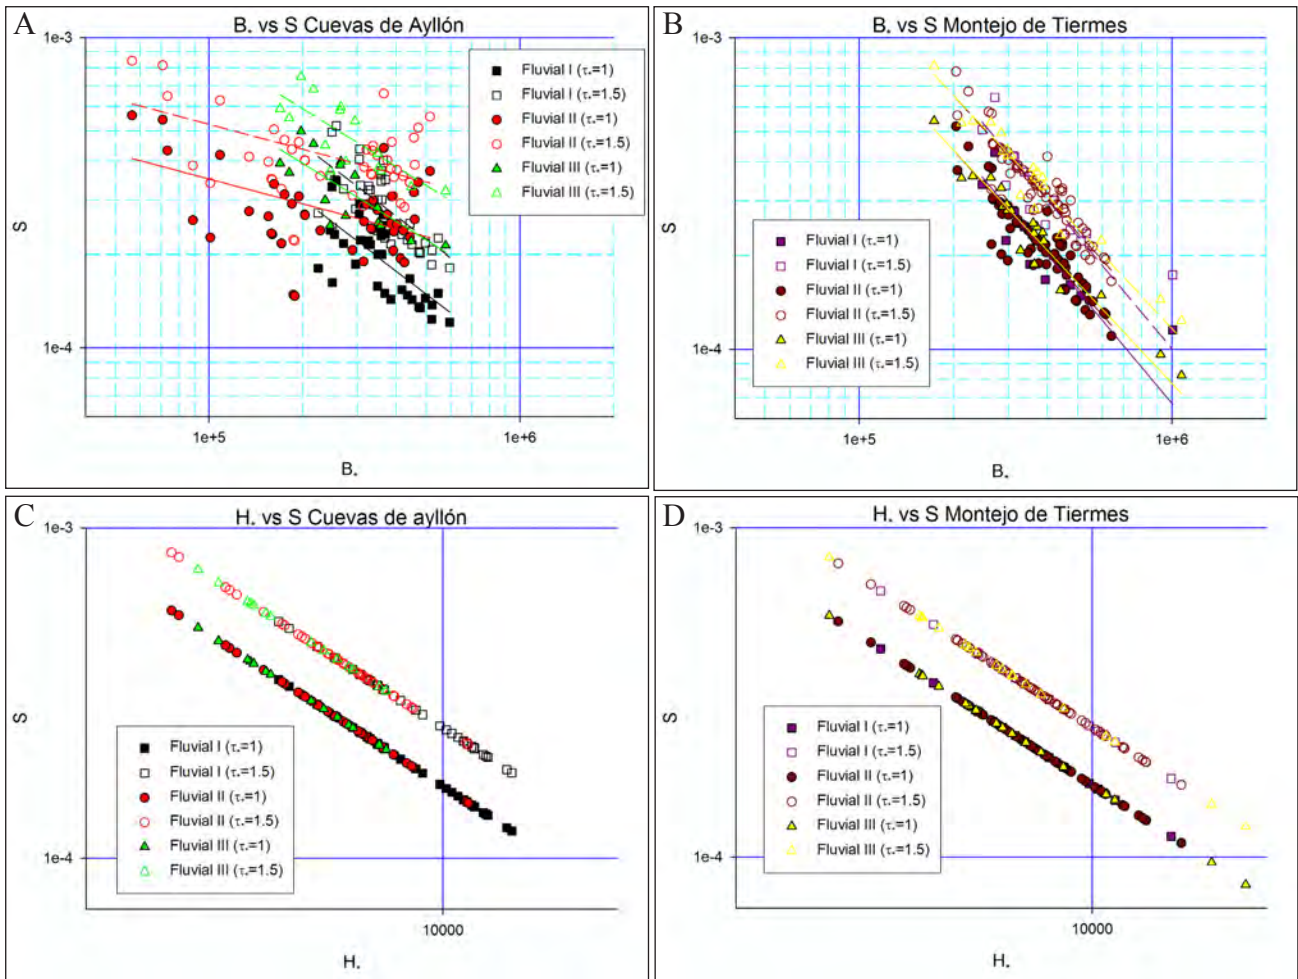 A
B* vs S Cuevas de Ayllón
1e-3
1e-4
S
1e+5
1e+6
B*
Fluvial I (τ*=1)
Fluvial I (τ*=1.5)
Fluvial II (τ*=1)
Fluvial II (τ*=1.5)
Fluvial III (τ*=1)
Fluvial III (τ*=1.5)
B
B* vs S Montejo de Tiermes
1e-3
1e-4
S
1e+5
1e+6
B*
Fluvial I (τ*=1)
Fluvial I (τ*=1.5)
Fluvial II (τ*=1)
Fluvial II (τ*=1.5)
Fluvial III (τ*=1)
Fluvial III (τ*=1.5)
C
H* vs S Cuevas de ayllón
1e-3
1e-4
S
10000
H*
Fluvial I (τ*=1)
Fluvial I (τ*=1.5)
Fluvial II (τ*=1)
Fluvial II (τ*=1.5)
Fluvial III (τ*=1)
Fluvial III (τ*=1.5)
D
H* vs S Montejo de Tiermes
1e-3
1e-4
S
10000
H*
Fluvial I (τ*=1)
Fluvial I (τ*=1.5)
Fluvial II (τ*=1)
Fluvial II (τ*=1.5)
Fluvial III (τ*=1)
Fluvial III (τ*=1.5)